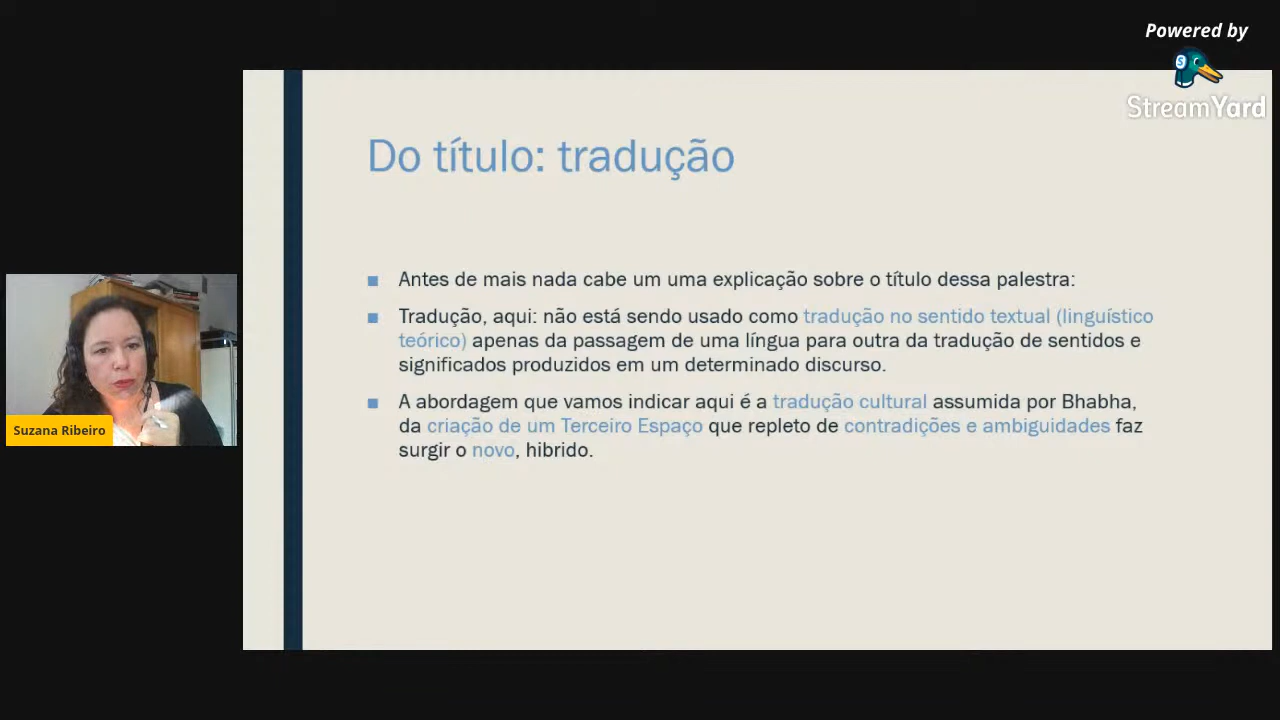 Powered by
StreamYard
Do título: tradução
Antes de mais nada cabe um uma explicação sobre o título dessa palestra:
Tradução, aqui: não está sendo usado como tradução no sentido textual (linguístico
teórico) apenas da passagem de uma língua para outra da tradução de sentidos e
significados produzidos em um determinado discurso.
A abordagem que vamos indicar aqui é a tradução cultural assumida por Bhabha,
da criação de um Terceiro Espaço que repleto de contradições e ambiguidades faz
surgir o novo, hibrido.
Suzana Ribeiro